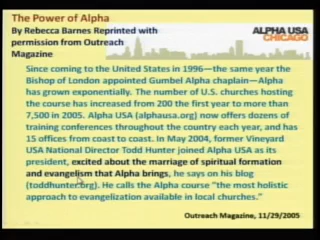 The Power of Alpha
By Rebecca Barnes Reprinted with
permission from Outreach
Magazine
ALPHA USA
CHICAGO
Since coming to the United States in 1996—the same year the
Bishop of London appointed Gumbel Alpha chaplain—Alpha
has grown exponentially. The number of U.S. churches hosting
the course has increased from 200 the first year to more than
7,500 in 2005. Alpha USA (alphausa.org) now offers dozens of
training conferences throughout the country each year, and has
15 offices from coast to coast. In May 2004, former Vineyard
USA National Director Todd Hunter joined Alpha USA as its
president, excited about the marriage of spiritual formation
and evangelism that Alpha brings, he says on his blog
(toddhunter.org). He calls the Alpha course "the most holistic
approach to evangelization available in local churches."
Outreach Magazine, 11/29/2005